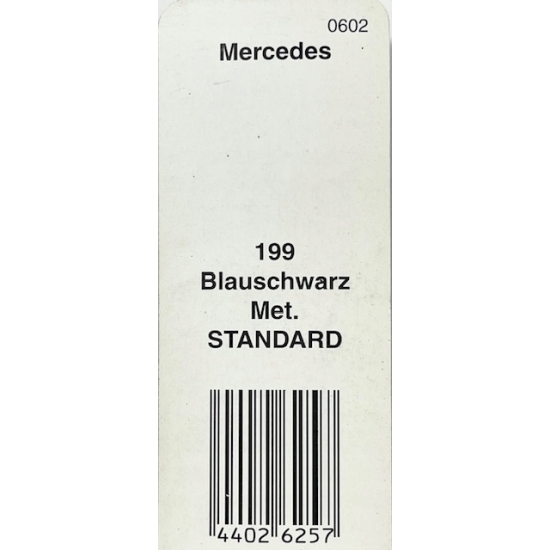 0602
Mercedes
199
Blauschwarz
Met.
STANDARD
4402 6257